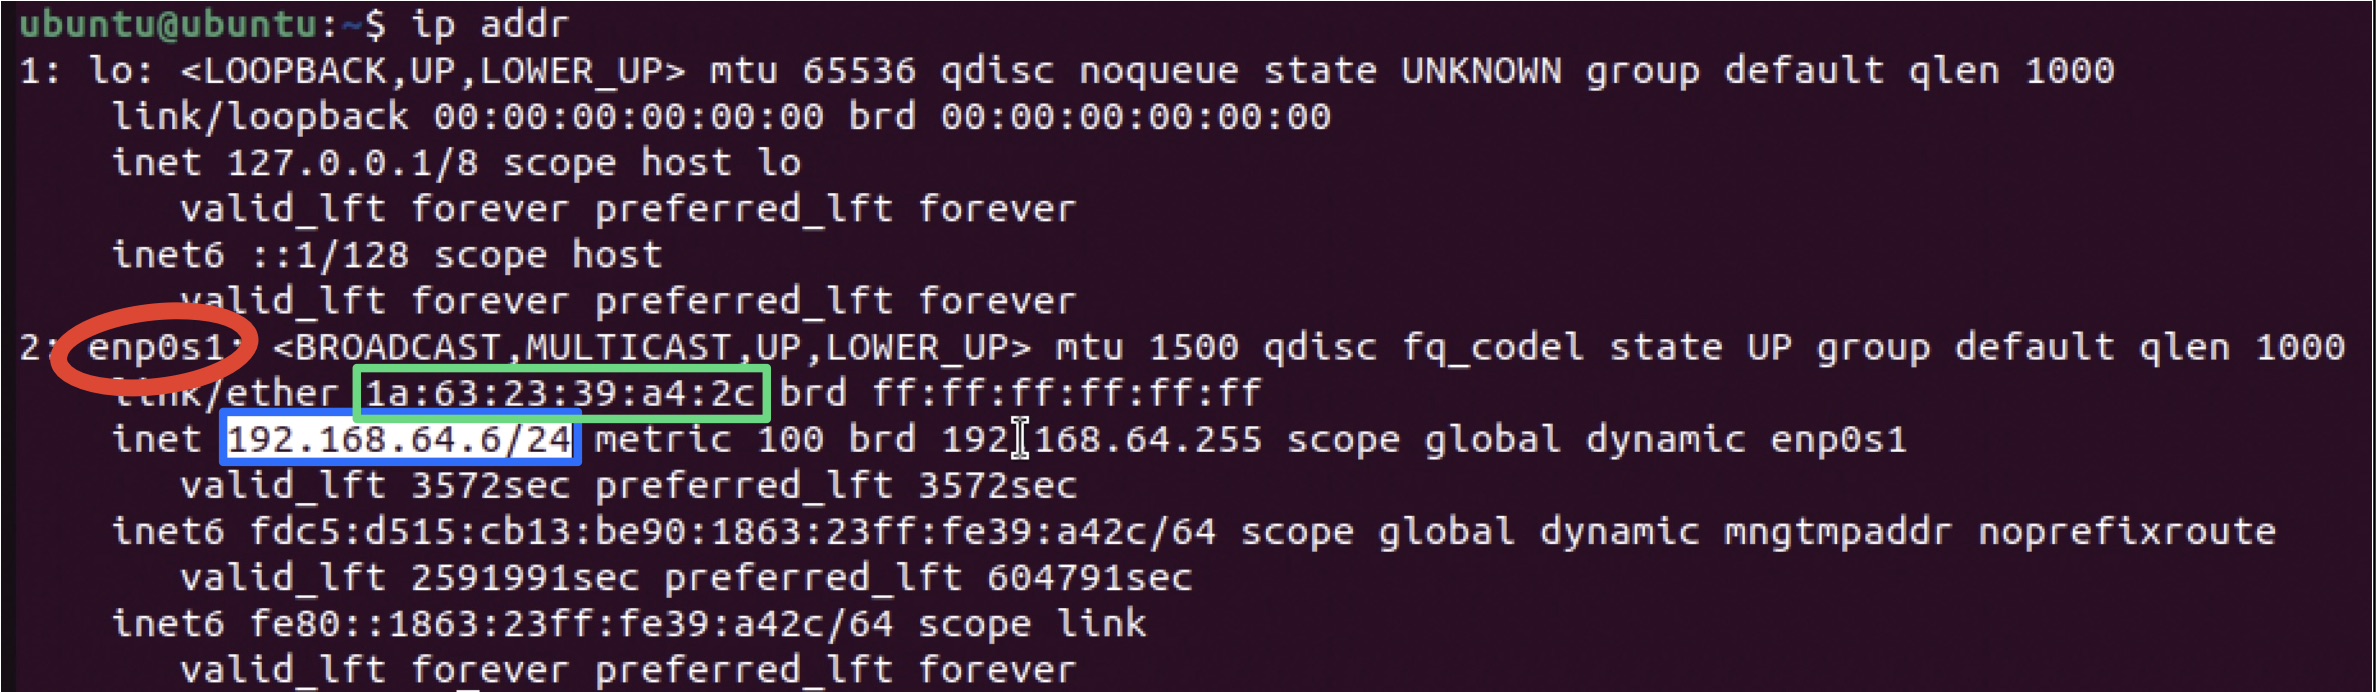 ubuntu@ubuntu:~$ ip addr
1: lo: <LOOPBACK,UP,LOWER_UP> mtu 65536 qdisc noqueue state UNKNOWN group default qlen 1000
    link/loopback 00:00:00:00:00:00 brd 00:00:00:00:00:00
    inet 127.0.0.1/8 scope host lo
       valid_lft forever preferred_lft forever
    inet6 ::1/128 scope host
       valid_lft forever preferred_lft forever
2: enp0s1: <BROADCAST,MULTICAST,UP,LOWER_UP> mtu 1500 qdisc fq_codel state UP group default qlen 1000
    link/ether 1a:63:23:39:a4:2c brd ff:ff:ff:ff:ff:ff
    inet 192.168.64.6/24 metric 100 brd 192.168.64.255 scope global dynamic enp0s1
       valid_lft 3572sec preferred_lft 3572sec
    inet6 fdc5:d515:cb13:be90:1863:23ff:fe39:a42c/64 scope global dynamic mngtmpaddr noprefixroute
       valid_lft 2591991sec preferred_lft 604791sec
    inet6 fe80::1863:23ff:fe39:a42c/64 scope link
       valid_lft forever preferred_lft forever